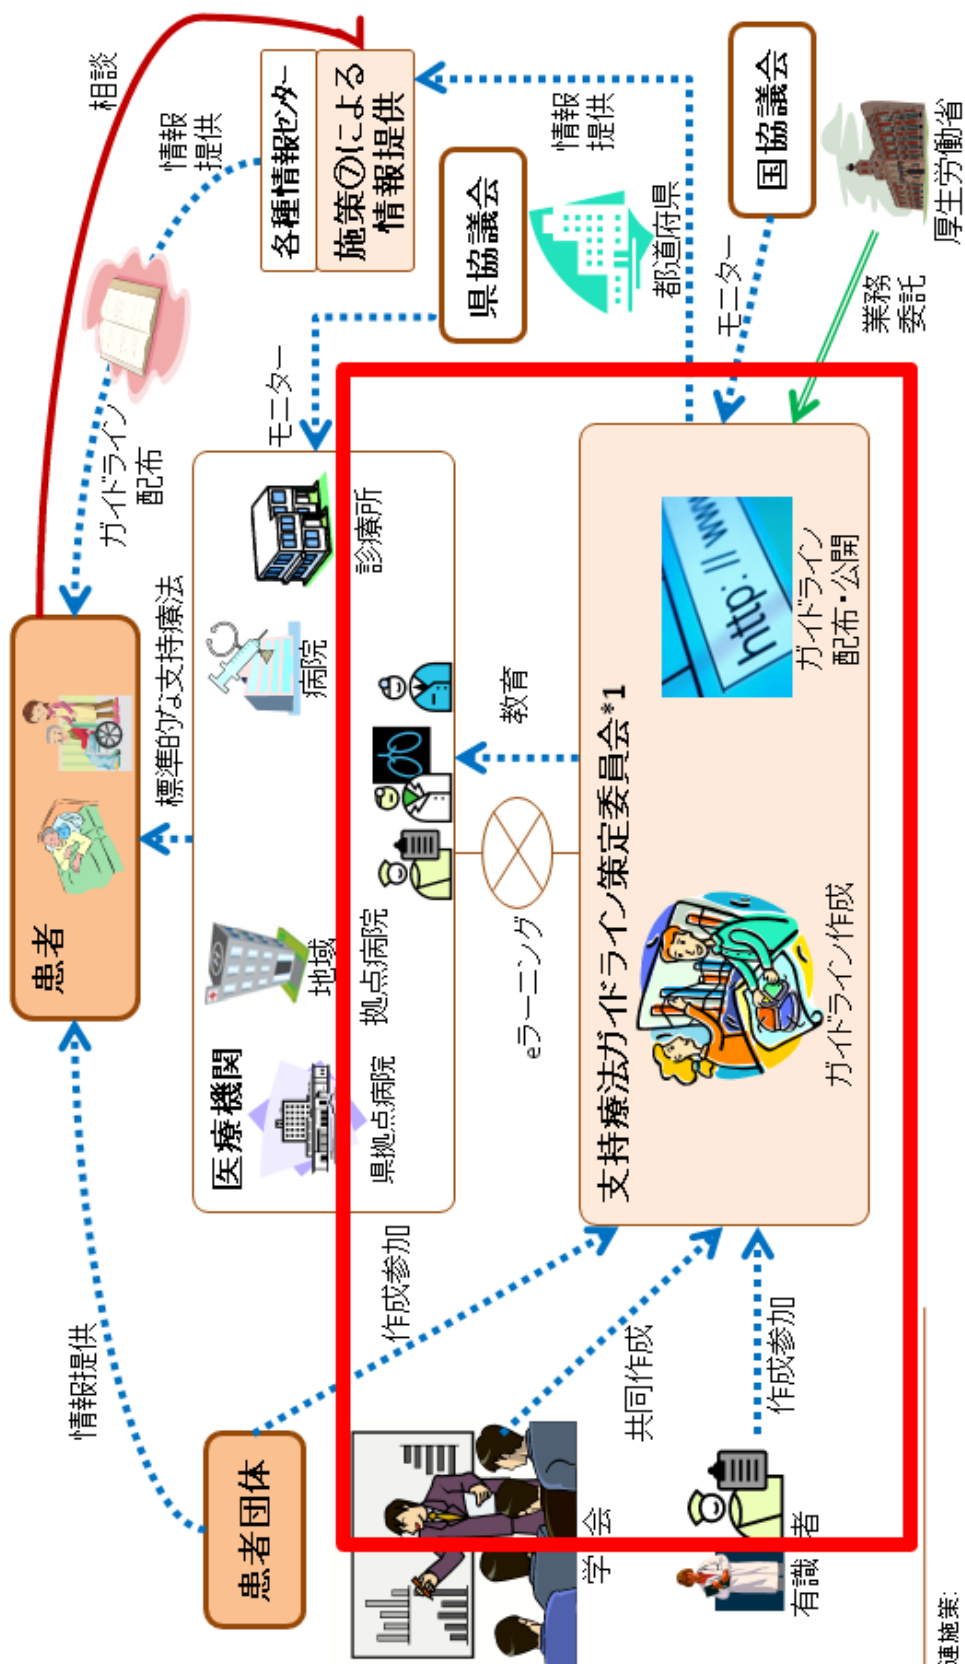 患者
相談
情報
提供
各種情報センター
施策⑦による
情報提供
情報提供
ガイドライン
配布
標準的な支持療法
患者団体
医療機関
県拠点病院
地域
拠点病院
病院
診療所
モニター
県協議会
都道府県
情報
提供
国協議会
厚生労働省
モニター
業務
委託
教育
eラーニング
作成参加
共同作成
作成参加
学会
有識者
支持療法ガイドライン策定委員会*1
ガイドライン作成
http://www
ガイドライン
配布・公開
連施策: